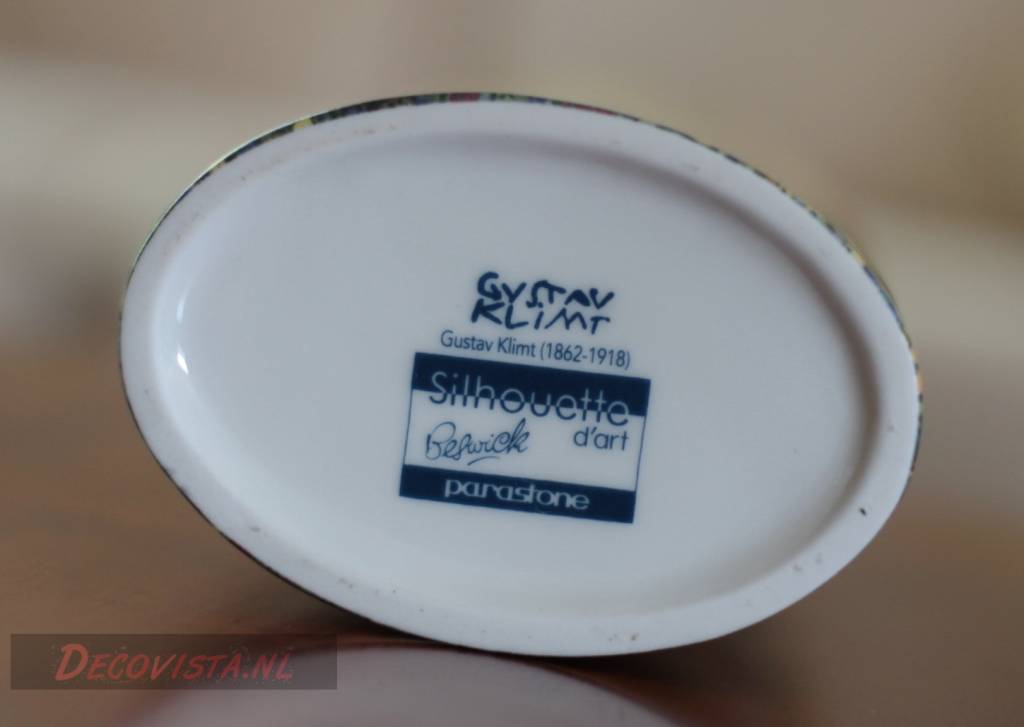 GUSTAV
KLIMT
Gustav Klimt (1862-1918)
Silhouette
d'art
Beswick
parastone
DECOVISTA.NL